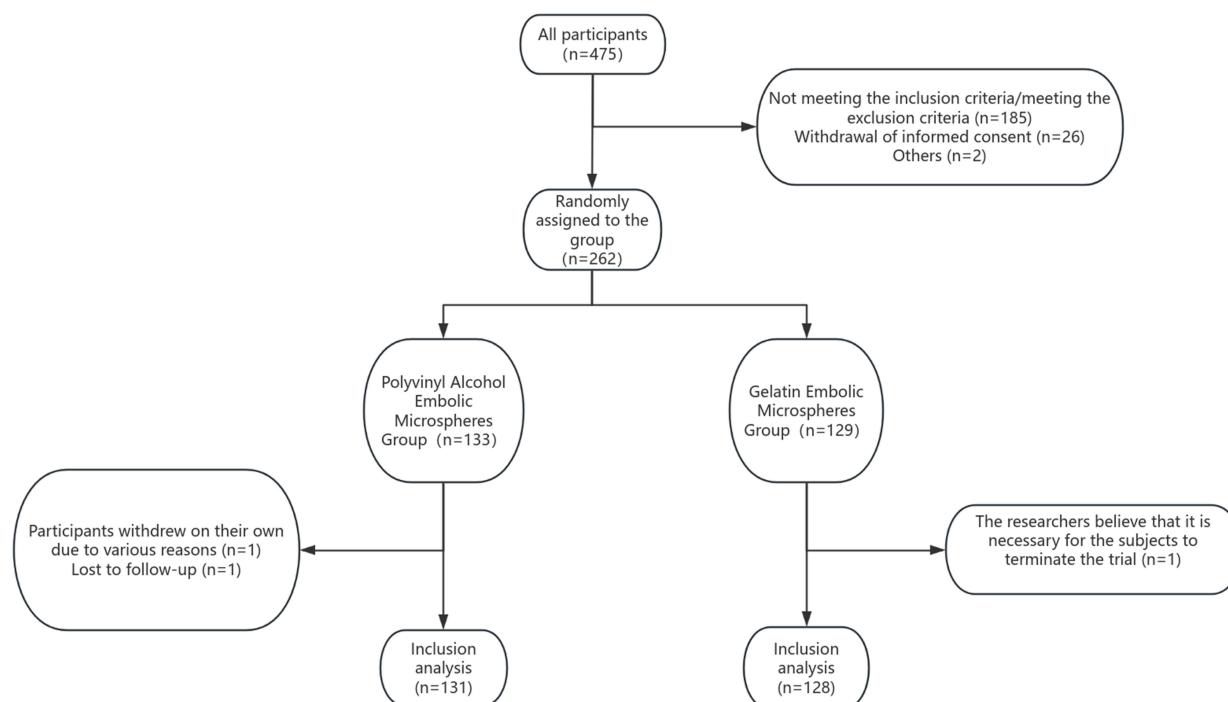 All participants
(n=475)
Not meeting the inclusion criteria/meeting the
exclusion criteria (n=185)
Withdrawal of informed consent (n=26)
Others (n=2)
Randomly
assigned to the
group
(n=262)
Polyvinyl Alcohol
Embolic
Microspheres
Group (n=133)
Gelatin Embolic
Microspheres
Group (n=129)
Participants withdrew on their own
due to various reasons (n=1)
Lost to follow-up (n=1)
The researchers believe that it is
necessary for the subjects to
terminate the trial (n=1)
Inclusion
analysis
(n=131)
Inclusion
analysis
(n=128)